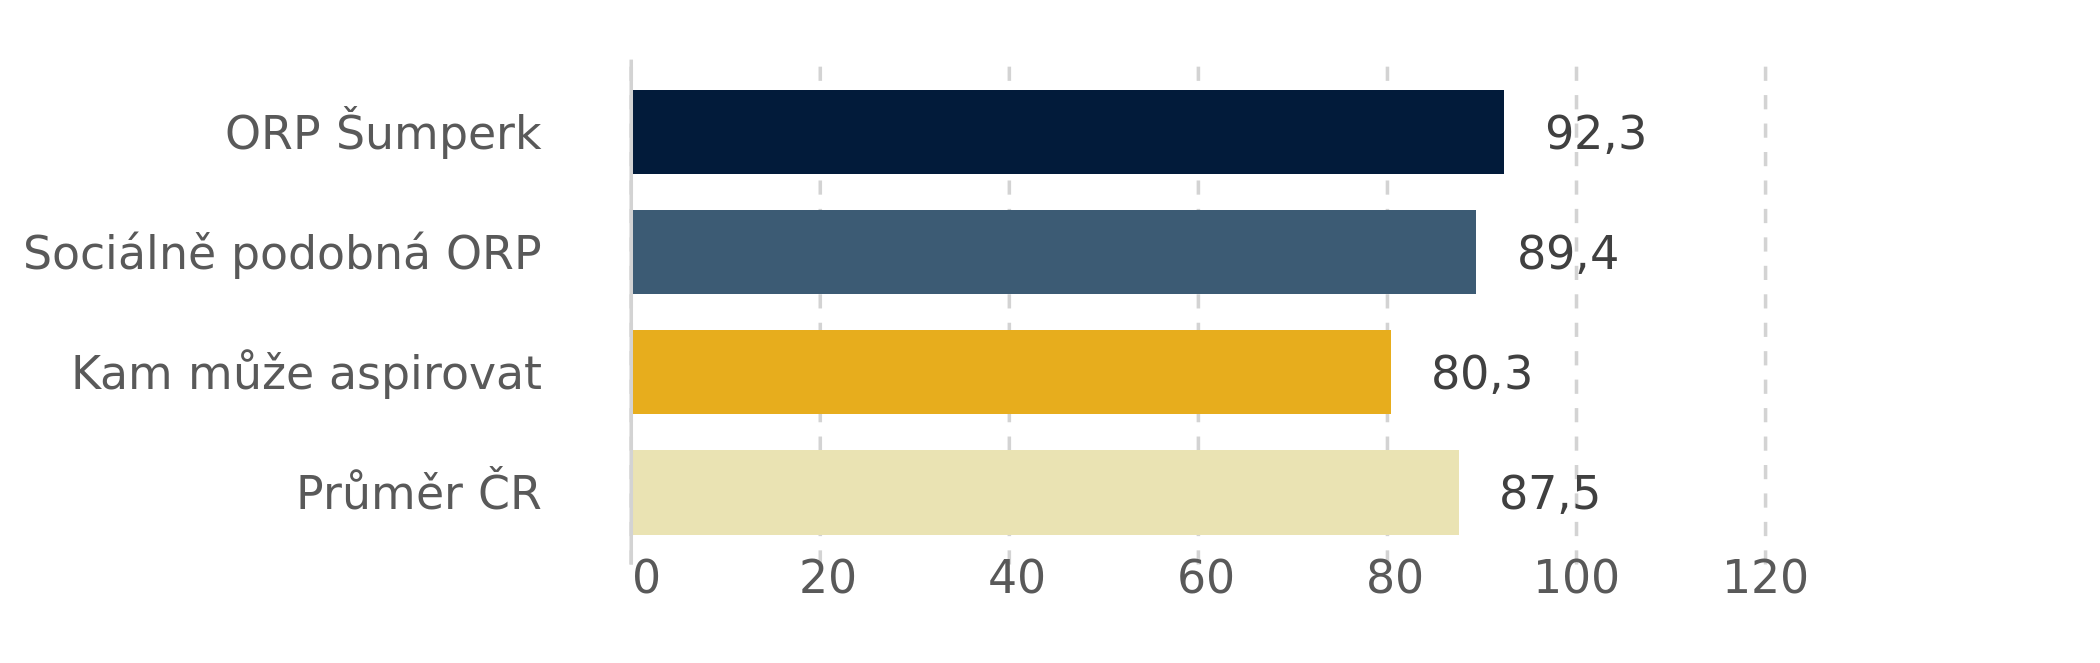 ORP Šumperk 92,3
Sociálně podobná ORP 89,4
Kam může aspirovat 80,3
Průměr ČR 87,5
0 20 40 60 80 100 120